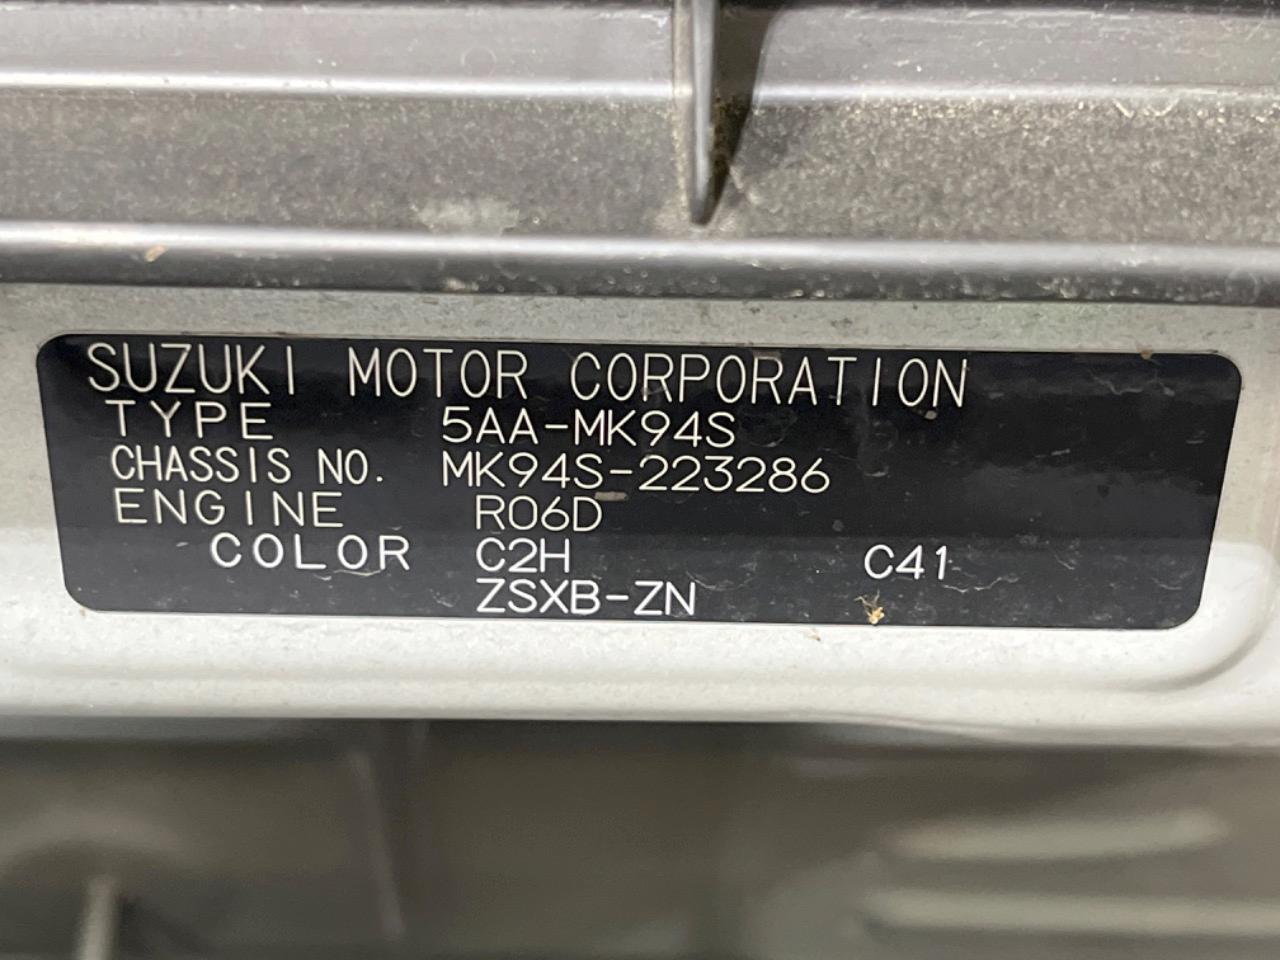 SUZUKI MOTOR CORPORATION
TYPE 5AA-MK94S
CHASSIS NO. MK94S-223286
ENGINE R06D
COLOR C2H C41
ZSXB-ZN